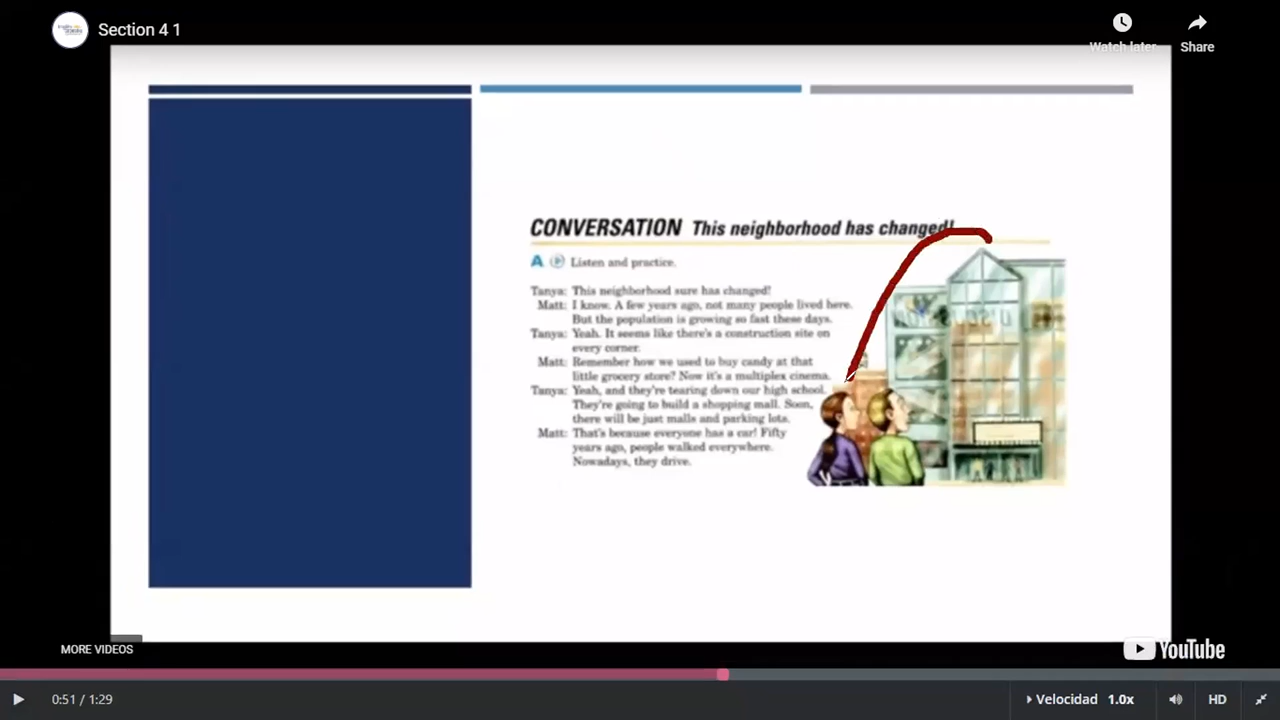 Section 4 1
Watch later
Share
CONVERSATION This neighborhood has changed!
A Listen and practice.
Tanya: This neighborhood sure has changed!
Matt: I know. A few years ago, not many people lived here.
But the population is growing so fast these days.
Tanya: Yeah. It seems like there's a construction site on
every corner.
Matt: Remember how we used to buy candy at that
little grocery store? Now it's a multiplex cinema.
Tanya: Yeah, and they're tearing down our high school.
They're going to build a shopping mall. Soon,
there will be just malls and parking lots.
Matt: That's because everyone has a car! Fifty
years ago, people walked everywhere.
Nowadays, they drive.
MORE VIDEOS
YouTube
0:51 / 1:29
Velocidad 1.0x
HD